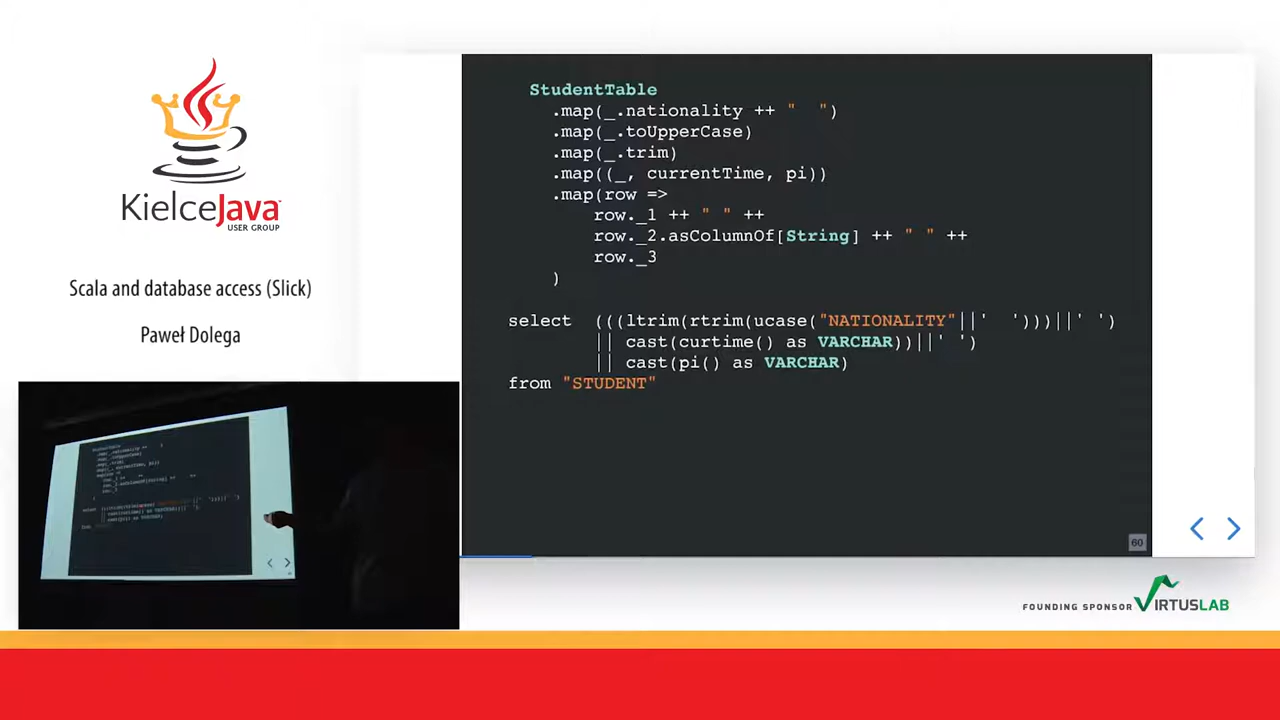 KielceJava
USER GROUP
Scala and database access (Slick)
Paweł Dolega
StudentTable
.map(_.nationality ++ "  ")
.map(_.toUpperCase)
.map(_.trim)
.map((_, currentTime, pi))
.map(row =>
row._1 ++ " " ++
row._2.asColumnOf[String] ++ " " ++
row._3
)
select  (((ltrim(rtrim(ucase("NATIONALITY"||'  ')))||' ')
|| cast(curtime() as VARCHAR))||' ')
|| cast(pi() as VARCHAR)
from "STUDENT"
60
FOUNDING SPONSOR VIRTUSLAB